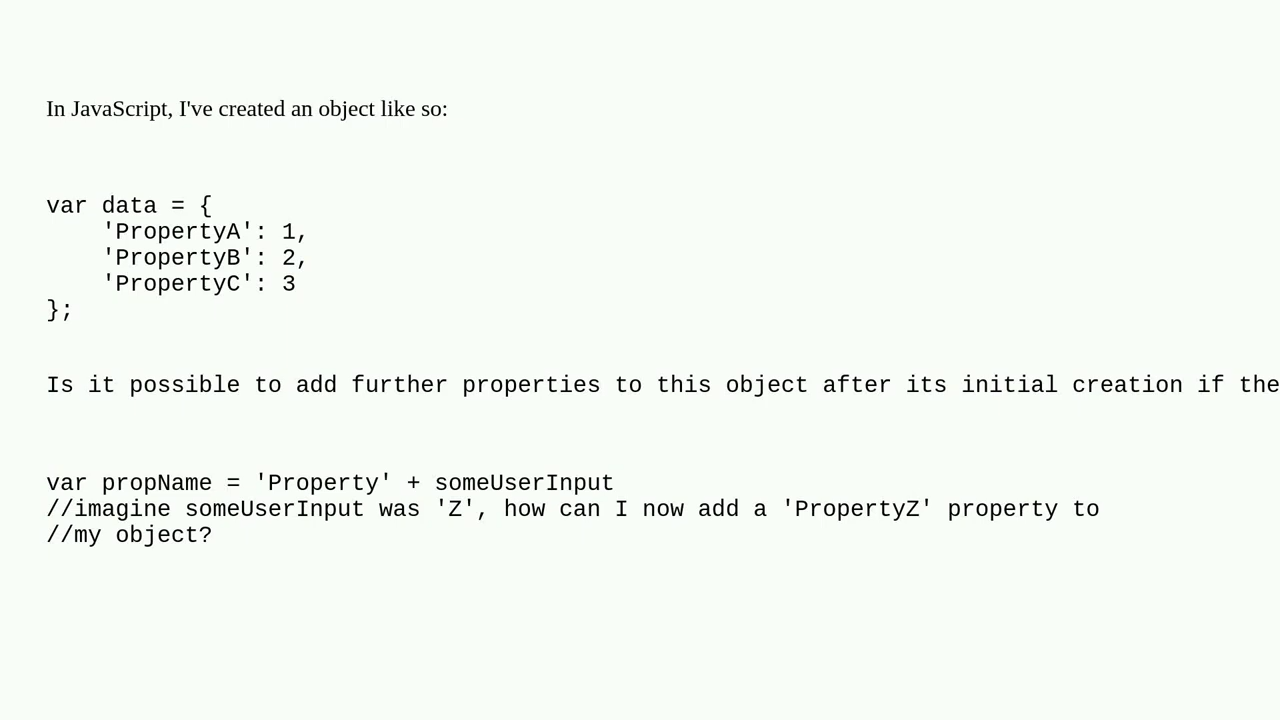 In JavaScript, I've created an object like so:
var data = {
    'PropertyA': 1,
    'PropertyB': 2,
    'PropertyC': 3
};
Is it possible to add further properties to this object after its initial creation if the
var propName = 'Property' + someUserInput
//imagine someUserInput was 'Z', how can I now add a 'PropertyZ' property to
//my object?